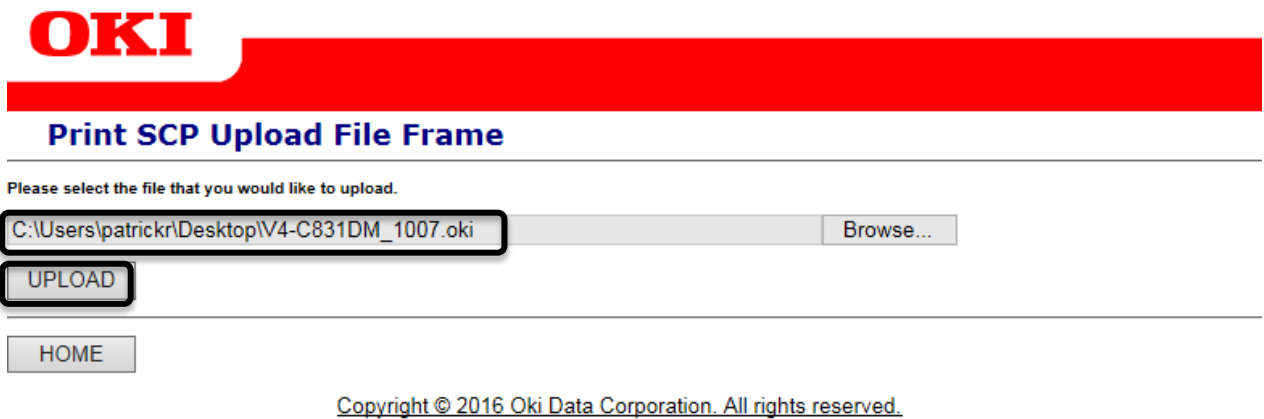 OKI
Print SCP Upload File Frame
Please select the file that you would like to upload.
C:\Users\patrickr\Desktop\V4-C831DM_1007.oki Browse...
UPLOAD
HOME
Copyright © 2016 Oki Data Corporation. All rights reserved.